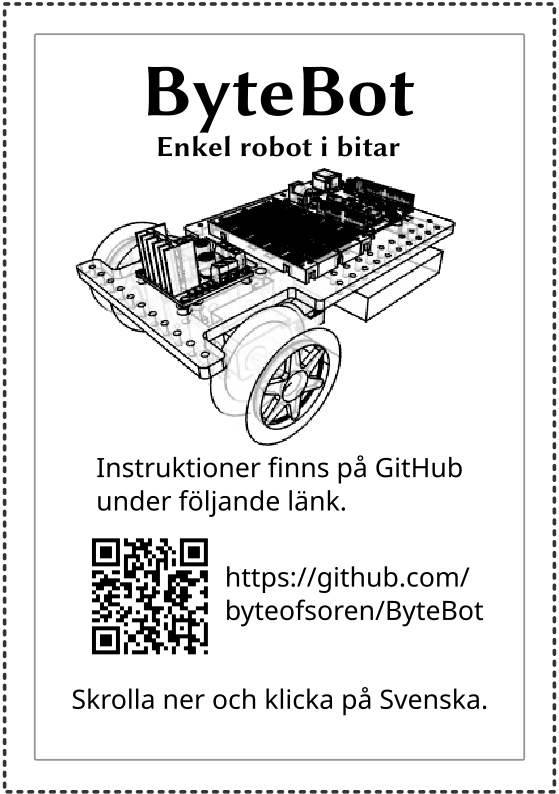 ByteBot
Enkel robot i bitar
Instruktioner finns på GitHub
under följande länk.
https://github.com/
byteofsoren/ByteBot
Skrolla ner och klicka på Svenska.